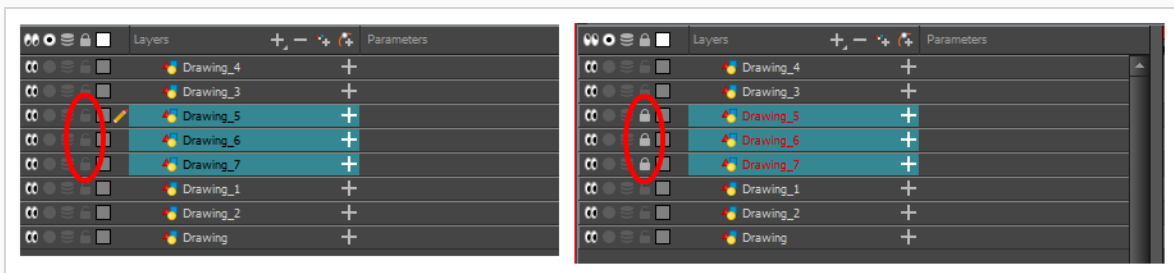 Layers Parameters
Drawing_4
Drawing_3
Drawing_5
Drawing_6
Drawing_7
Drawing_1
Drawing_2
Drawing
Layers Parameters
Drawing_4
Drawing_3
Drawing_5
Drawing_6
Drawing_7
Drawing_1
Drawing_2
Drawing